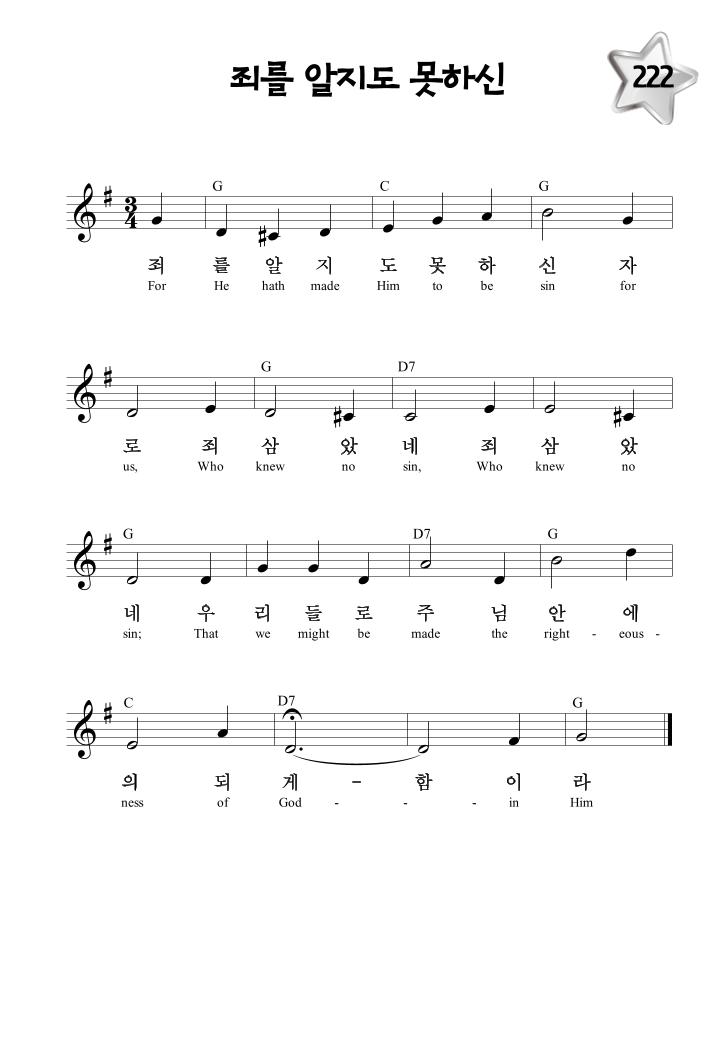 죄를 알지도 못하신
222
G C G
3
4
죄 를 알 지 도 못 하 신 자
For He hath made Him to be sin for
G D7
로 죄 삼 았 네 죄 삼 았
us, Who knew no sin, Who knew no
G D7 G
네 우 리 들 로 주 님 안 에
sin; That we might be made the right - eous -
C D7 G
의 되 게 - 함 이 라
ness of God - - - in Him